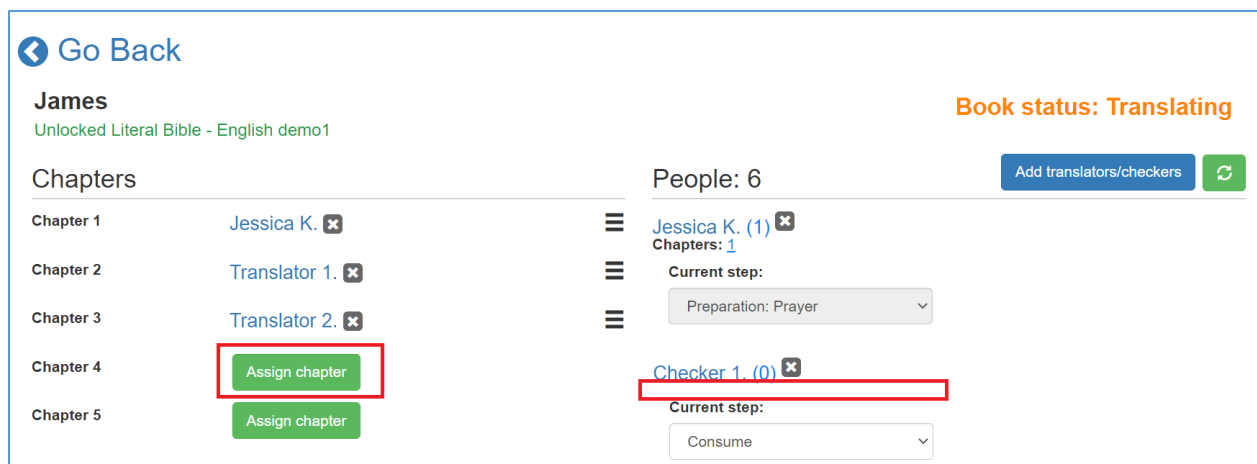 Go Back
James
Unlocked Literal Bible - English demo1
Book status: Translating
Chapters
Chapter 1 Jessica K.
Chapter 2 Translator 1.
Chapter 3 Translator 2.
Chapter 4 Assign chapter
Chapter 5 Assign chapter
People: 6
Add translators/checkers
Jessica K. (1)
Chapters: 1
Current step:
Preparation: Prayer
Checker 1. (0)
Current step:
Consume